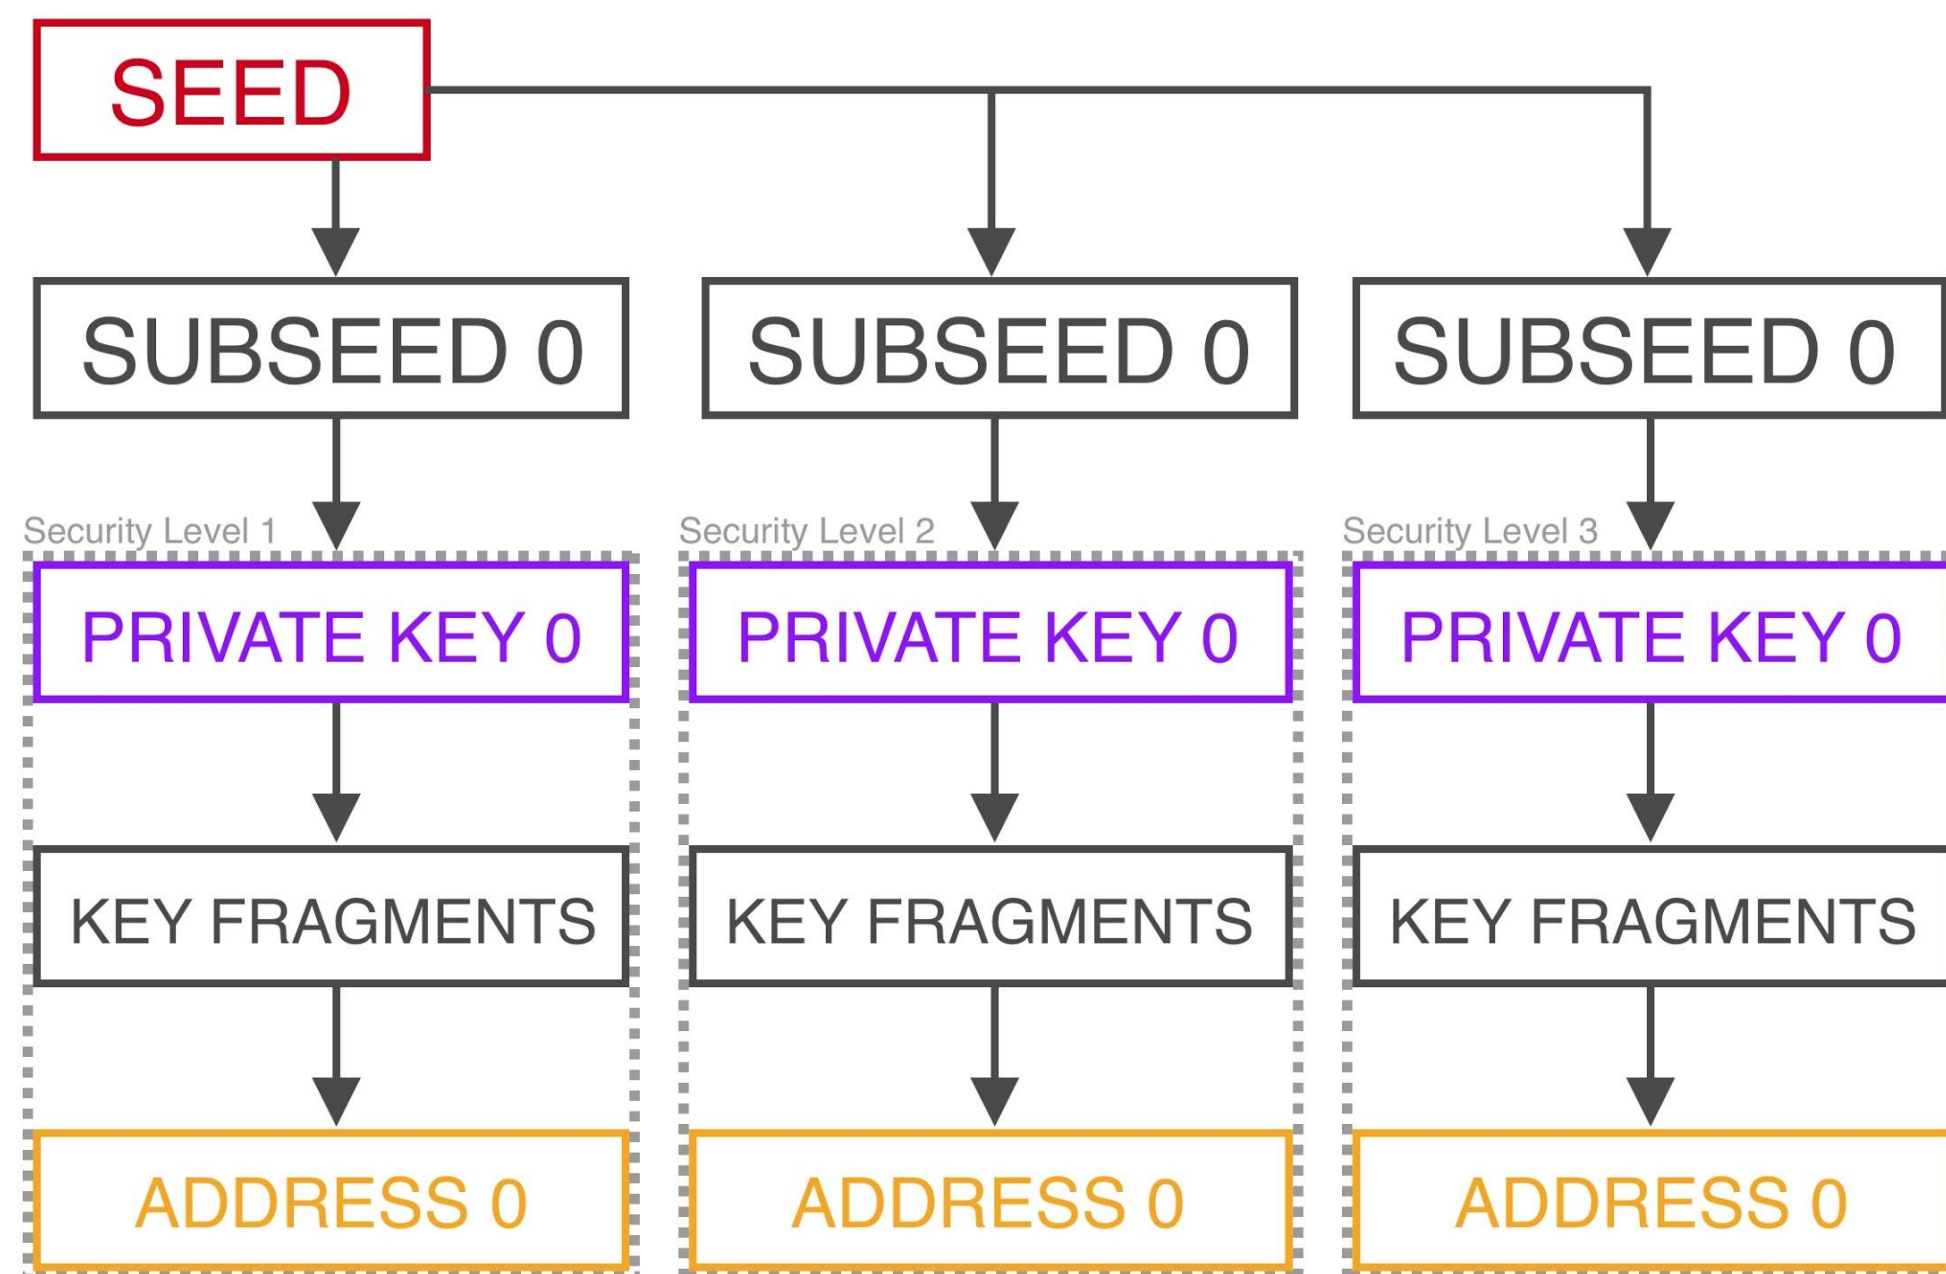 SEED
SUBSEED 0 SUBSEED 0 SUBSEED 0
Security Level 1 Security Level 2 Security Level 3
PRIVATE KEY 0 PRIVATE KEY 0 PRIVATE KEY 0
KEY FRAGMENTS KEY FRAGMENTS KEY FRAGMENTS
ADDRESS 0 ADDRESS 0 ADDRESS 0